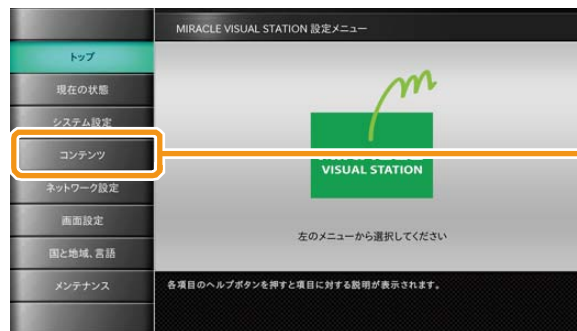 MIRACLE VISUAL STATION 設定メニュー
トップ
現在の状態
システム設定
コンテンツ
ネットワーク設定
画面設定
国と地域、言語
メンテナンス
m
VISUAL STATION
左のメニューから選択してください
各項目のヘルプボタンを押すと項目に対する説明が表示されます。